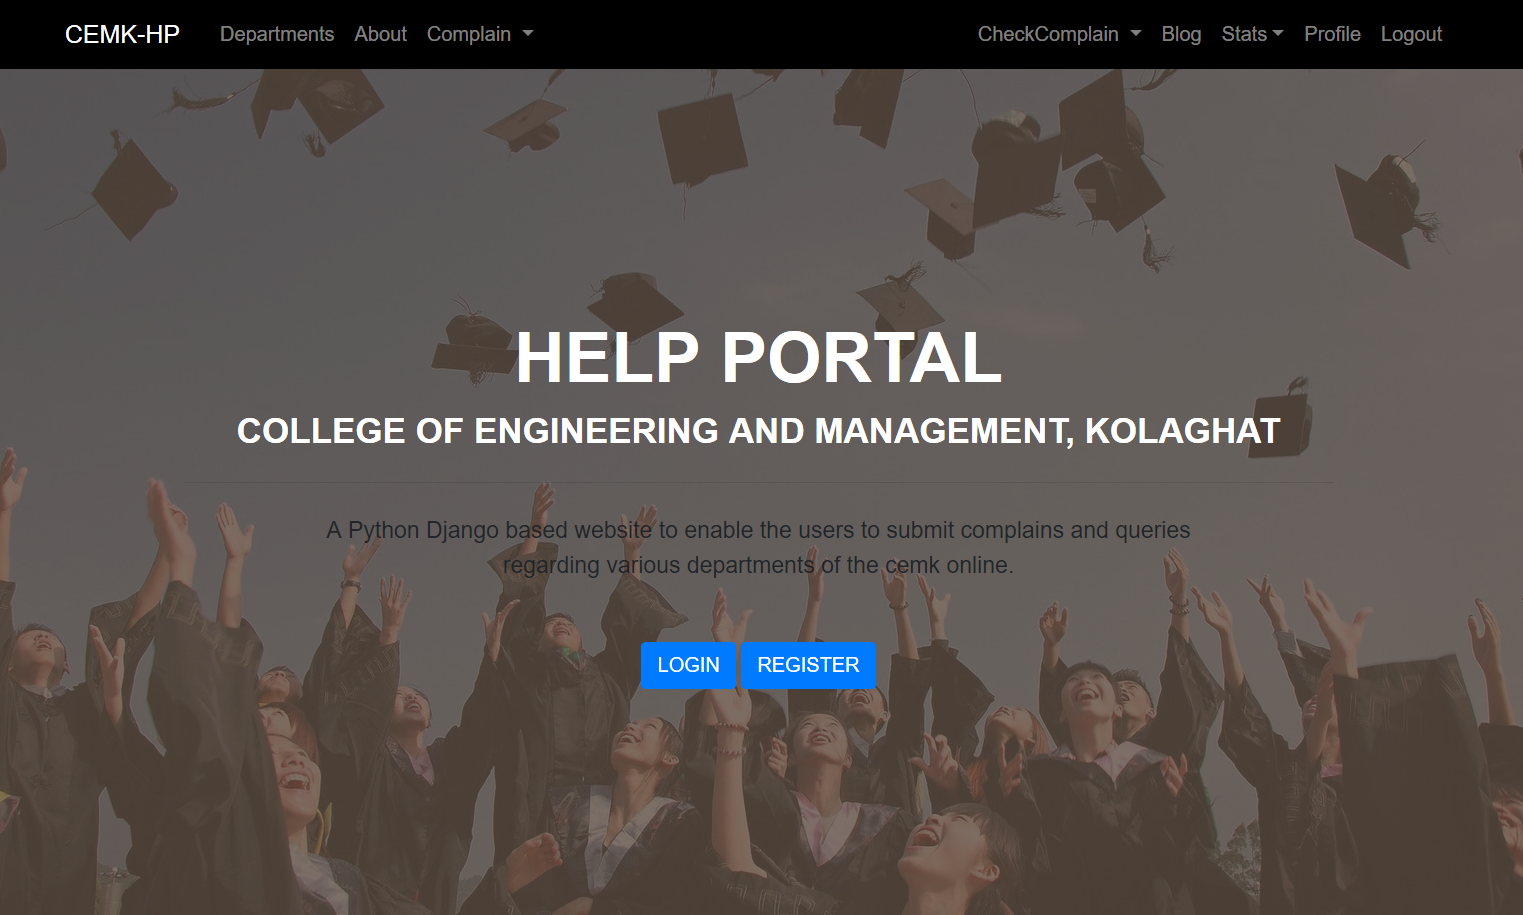 CEMK-HP Departments About Complain CheckComplain Blog Stats Profile Logout
HELP PORTAL
COLLEGE OF ENGINEERING AND MANAGEMENT, KOLAGHAT
A Python Django based website to enable the users to submit complains and queries
regarding various departments of the cemk online.
LOGIN REGISTER